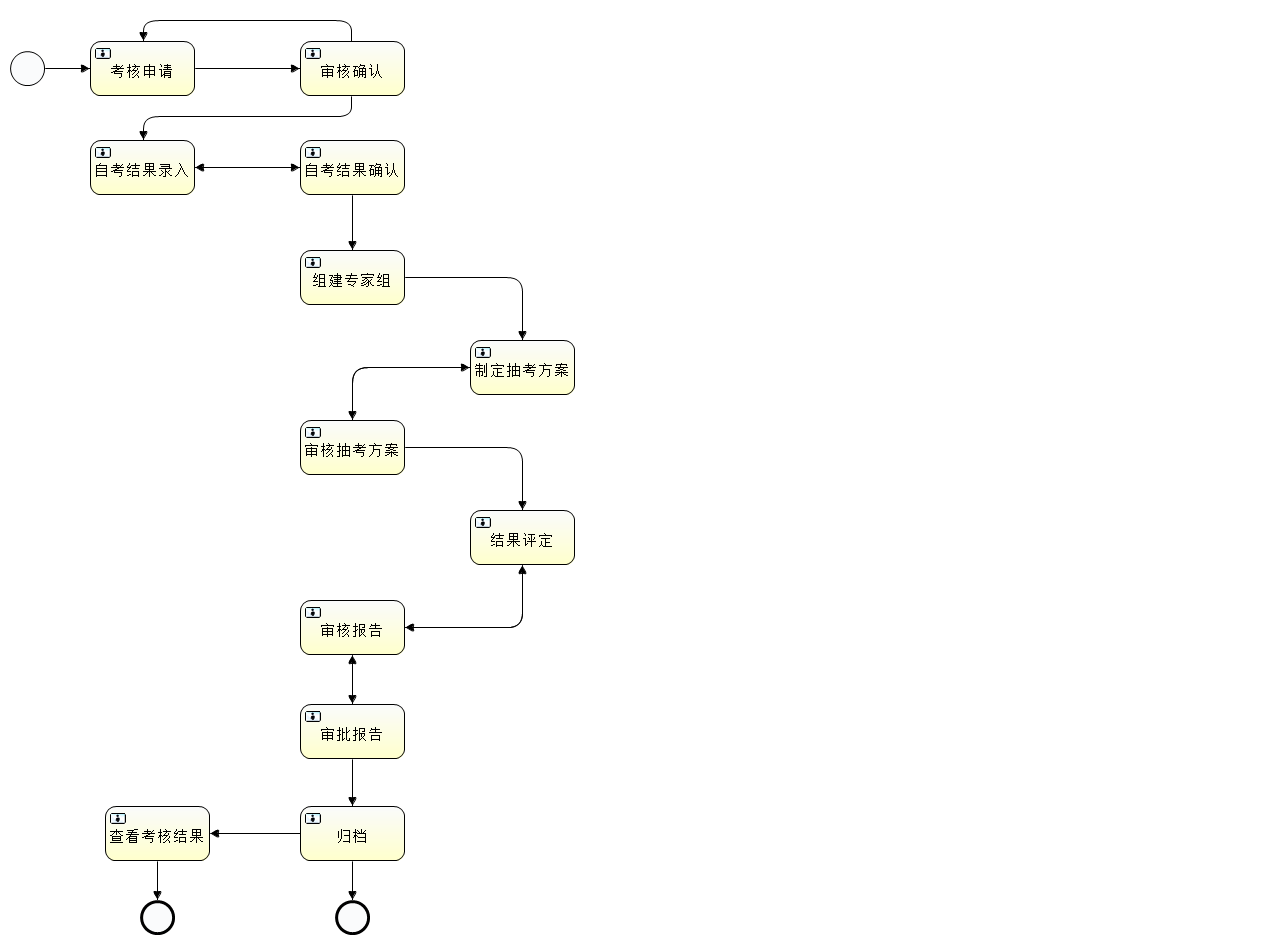 考核申请
审核确认
自考结果录入
自考结果确认
组建专家组
制定抽考方案
审核抽考方案
结果评定
审核报告
审批报告
查看考核结果
归档